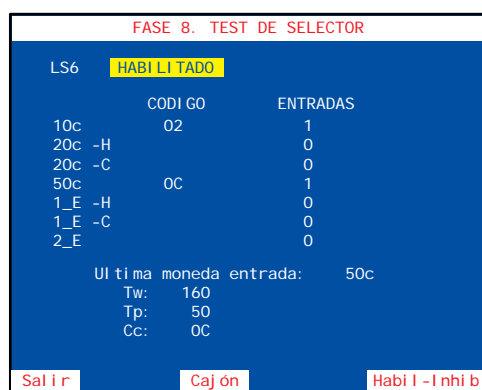 FASE 8. TEST DE SELECTOR
LS6 HABILITADO
CODIGO ENTRADAS
10c 02 1
20c -H 0
20c -C 0
50c 0C 1
1_E -H 0
1_E -C 0
2_E 0
Ultima moneda entrada: 50c
Tw: 160
Tp: 50
Cc: 0C
Salir Cajón Habil-Inhib